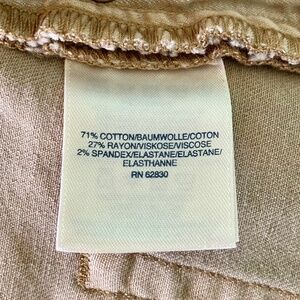 71% COTTON/BAUMWOLLE/COTON
27% RAYON/VISKOSE/VISCOSE
2% SPANDEX/ELASTANE/ELASTANE/
ELASTHANNE
RN 62830